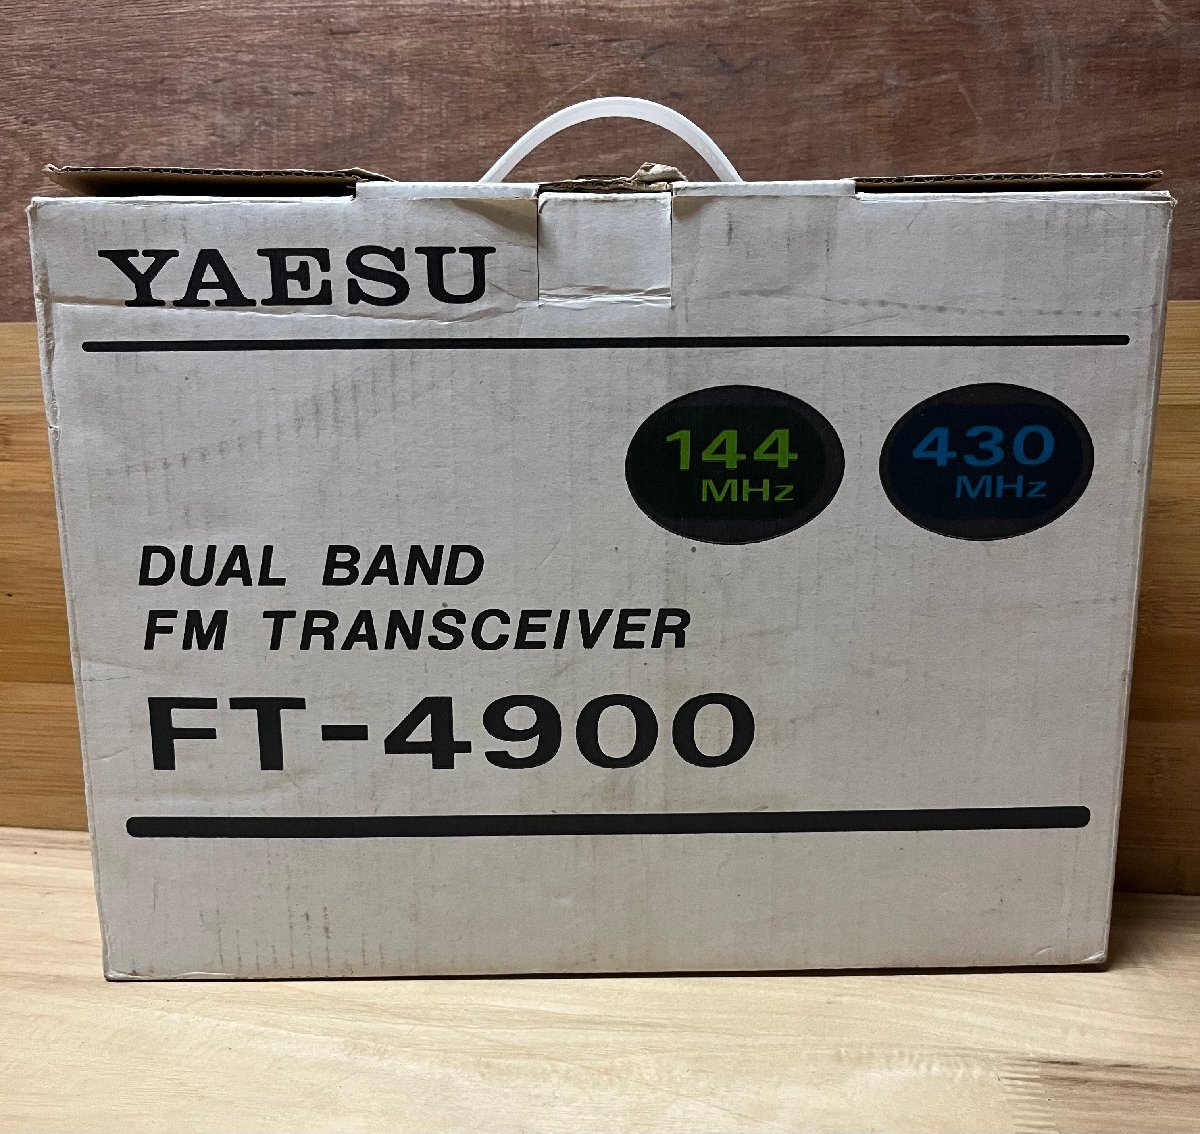 YAESU
144
MHz
430
MHz
DUAL BAND
FM TRANSCEIVER
FT-4900